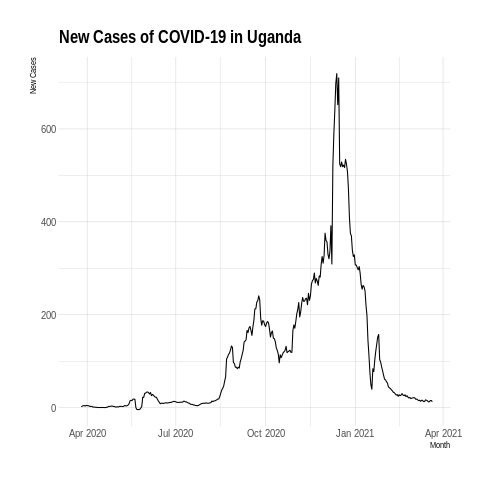 New Cases of COVID-19 in Uganda
New Cases
600
400
200
0
Apr 2020 Jul 2020 Oct 2020 Jan 2021 Apr 2021
Month